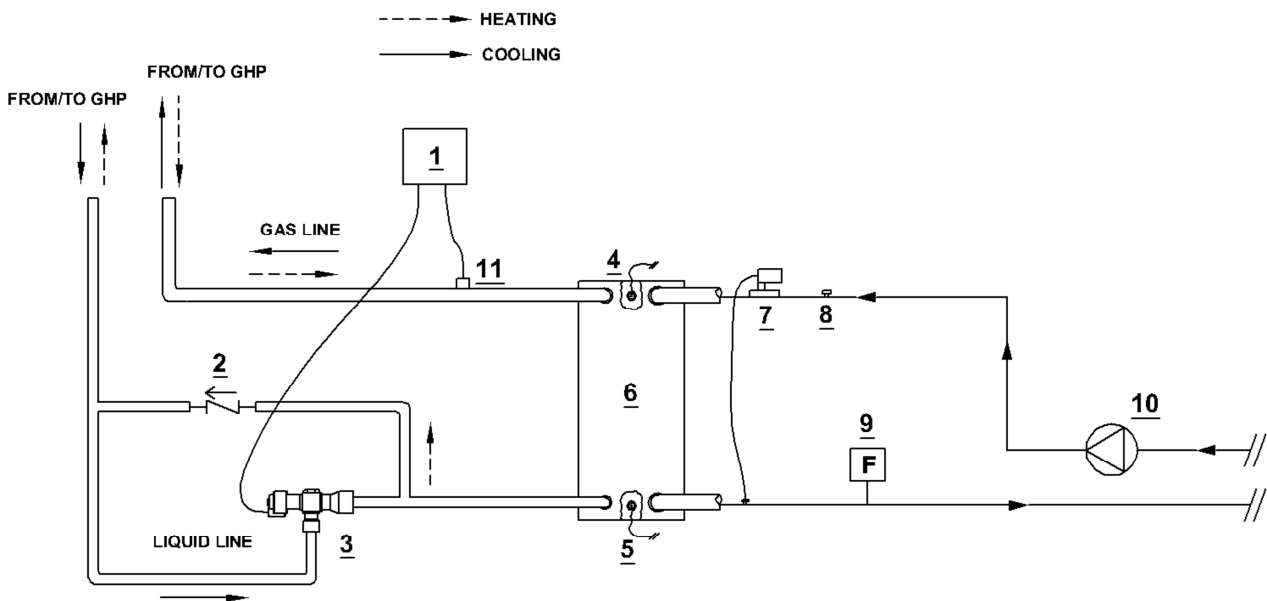 HEATING
COOLING
FROM/TO GHP
FROM/TO GHP
1
GAS LINE
11
4
7
8
2
6
10
9
F
3
LIQUID LINE
5